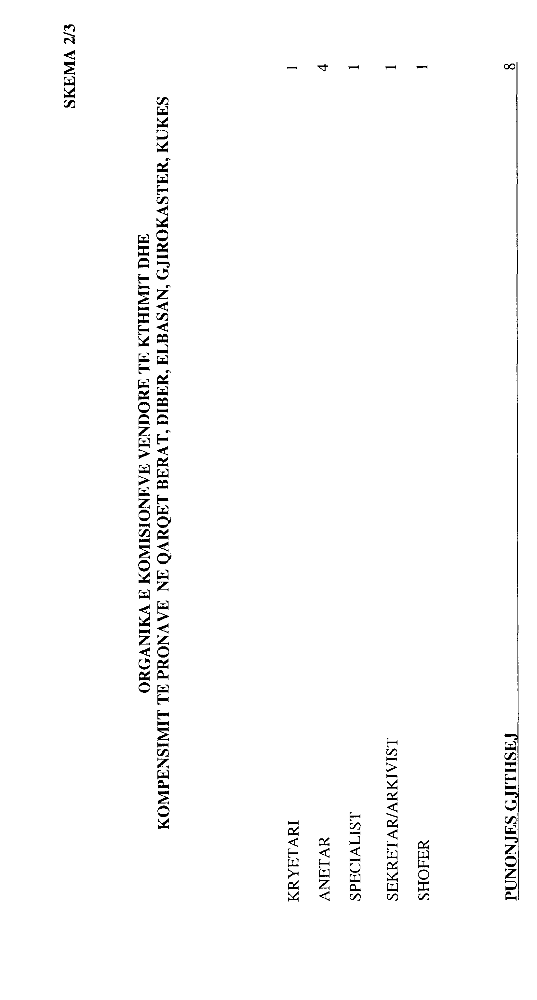 SKEMA 2/3
ORGANIKA E KOMISIONEVE VENDORE TE KTHIMIT DHE
KOMPENSIMIT TE PRONAVE NE QARQET BERAT, DIBER, ELBASAN, GJIROKASTER, KUKES
KRYETARI 1
ANETAR 4
SPECIALIST 1
SEKRETAR/ARKIVIST 1
SHOFER 1
PUNONJES GJITHSEJ 8